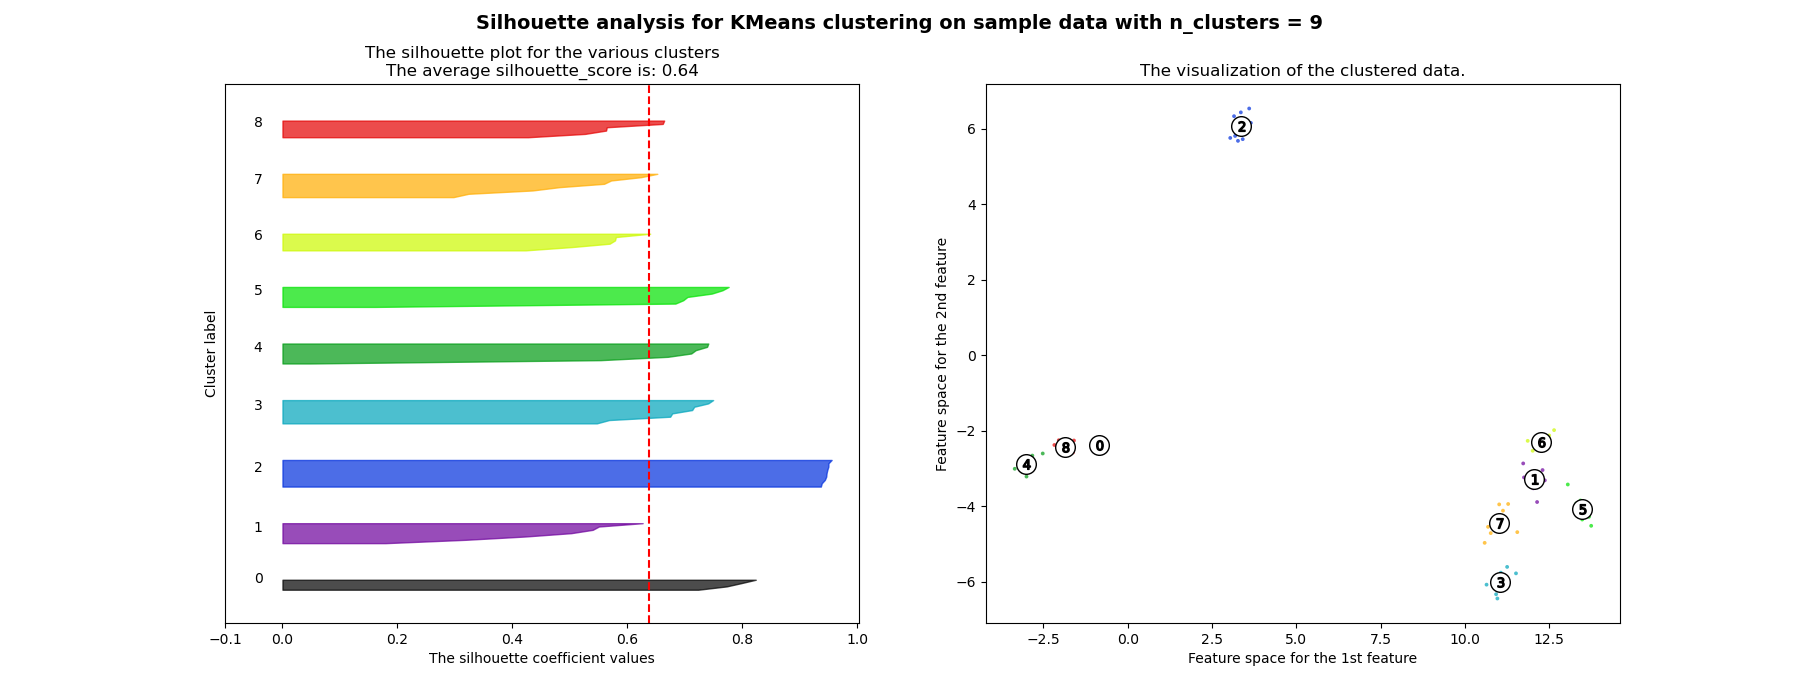 Silhouette analysis for KMeans clustering on sample data with n_clusters = 9
The silhouette plot for the various clusters
The average silhouette_score is: 0.64
8
7
6
5
4
3
2
1
0
Cluster label
−0.1 0.0 0.2 0.4 0.6 0.8 1.0
The silhouette coefficient values
The visualization of the clustered data.
6
4
2
0
−2
−4
−6
Feature space for the 2nd feature
2
6
0
8
4
1
5
7
3
−2.5 0.0 2.5 5.0 7.5 10.0 12.5
Feature space for the 1st feature